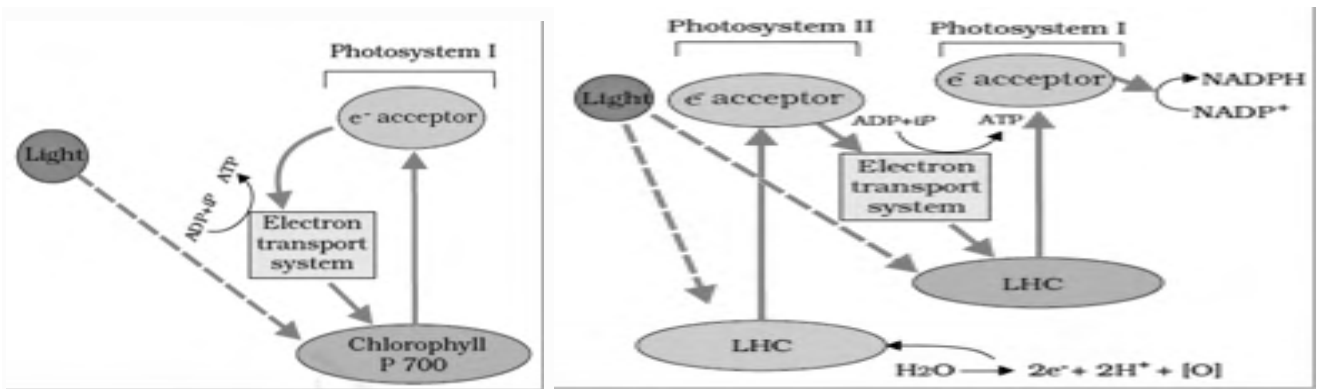 Photosystem I
e- acceptor
Light
ATP
ADP+iP
Electron
transport
system
Chlorophyll
P 700
Photosystem II
Photosystem I
Light
e- acceptor
e- acceptor
NADPH
NADP+
ADP+iP
ATP
Electron
transport
system
LHC
LHC
H2O → 2e-+ 2H+ + [O]